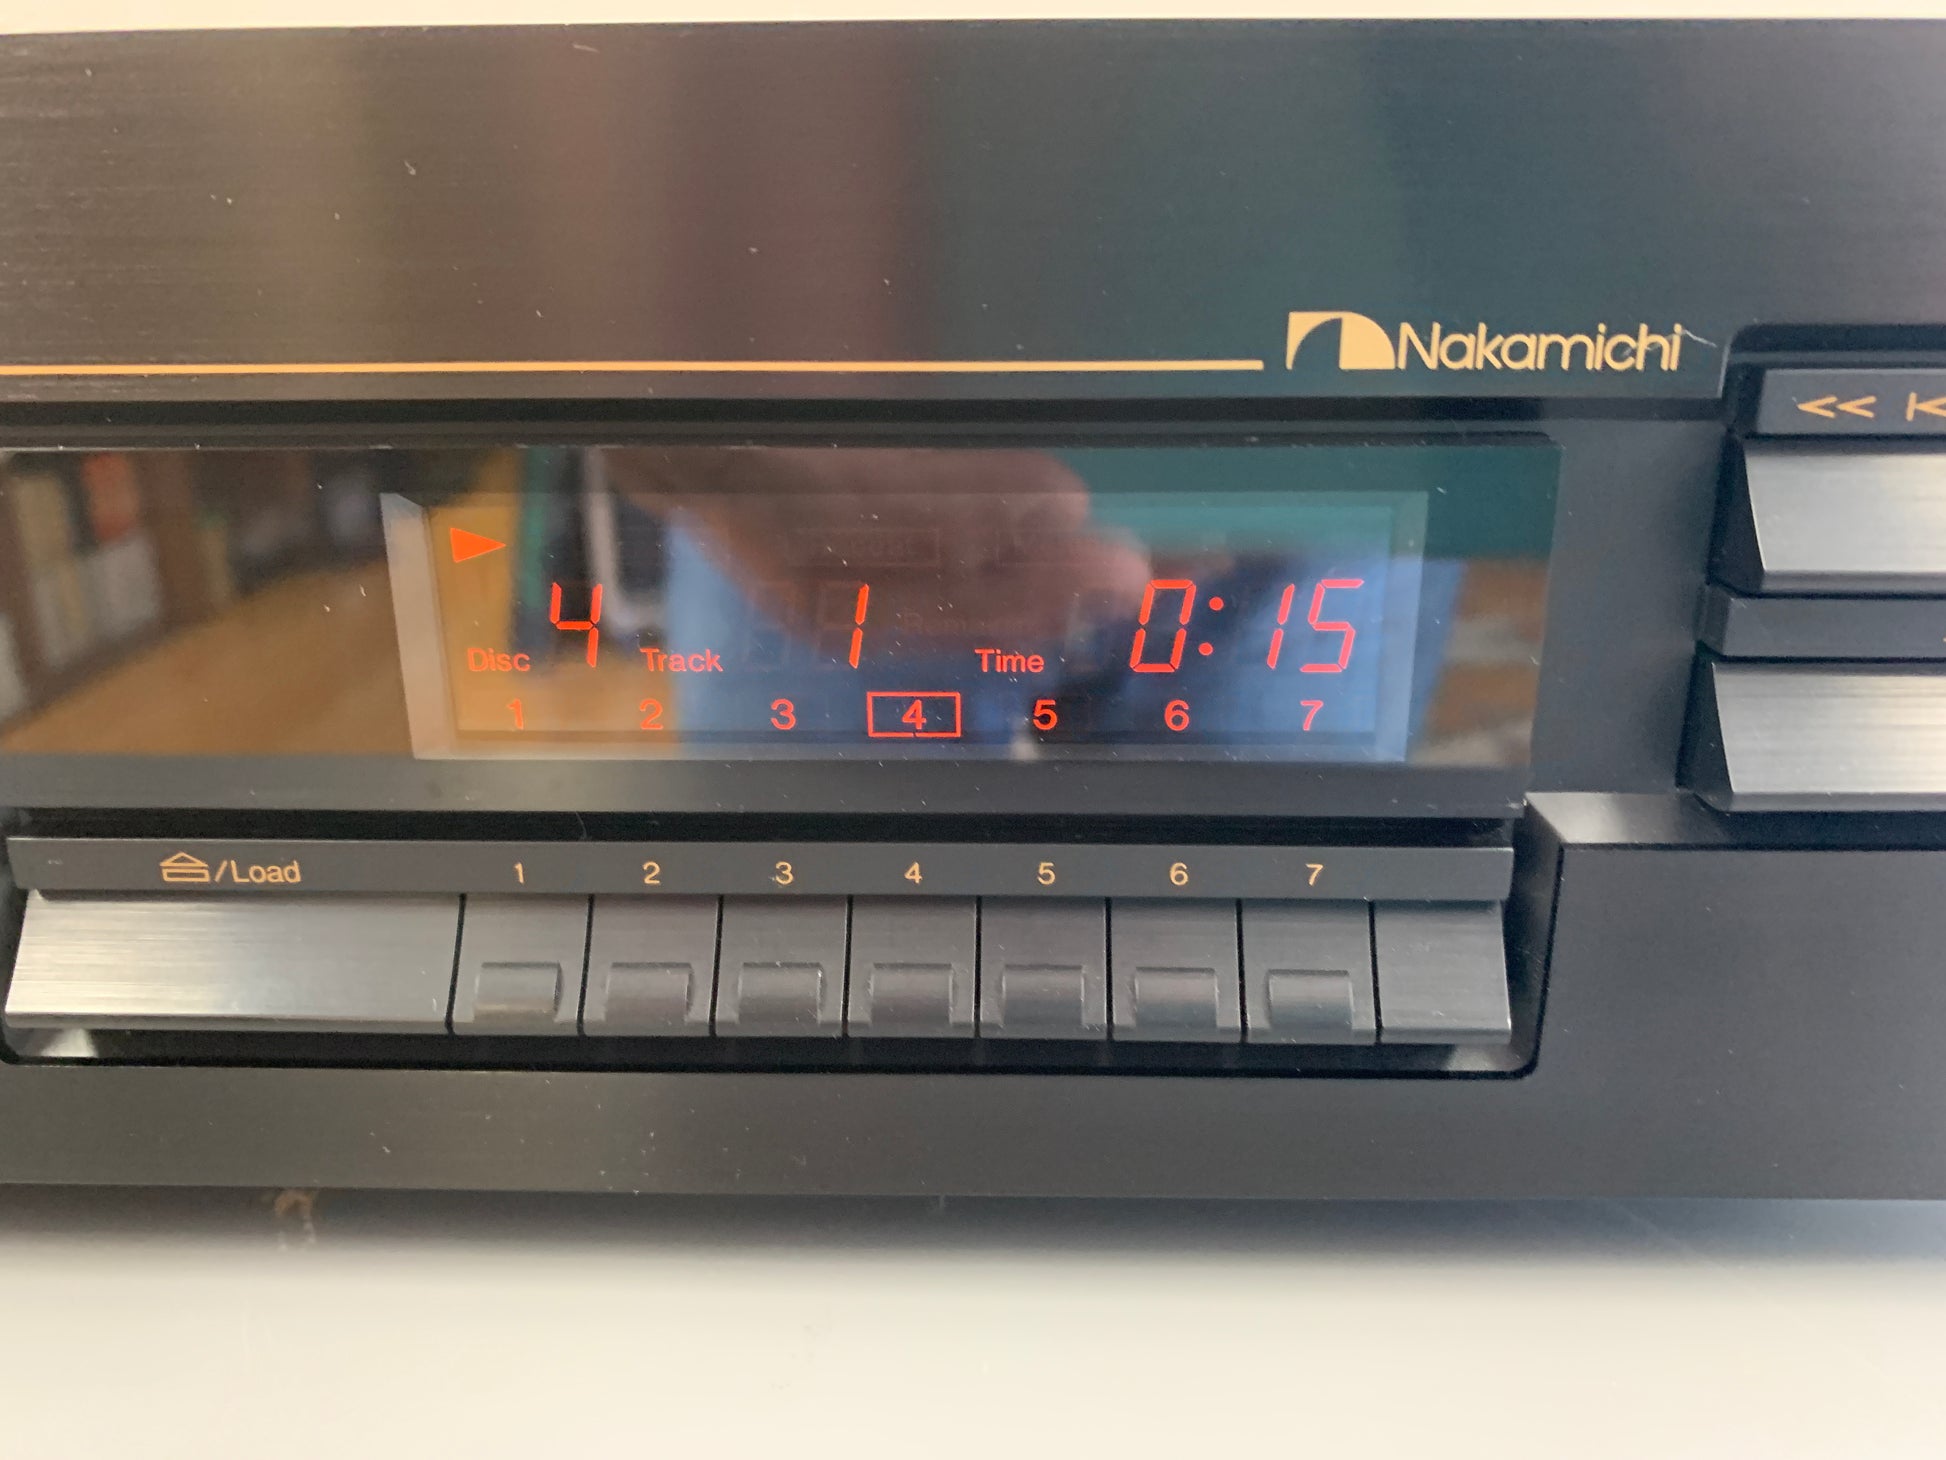 Nakamichi
<< K
4 1 0:15
Disc Track Time
1 2 3 4 5 6 7
/Load 1 2 3 4 5 6 7